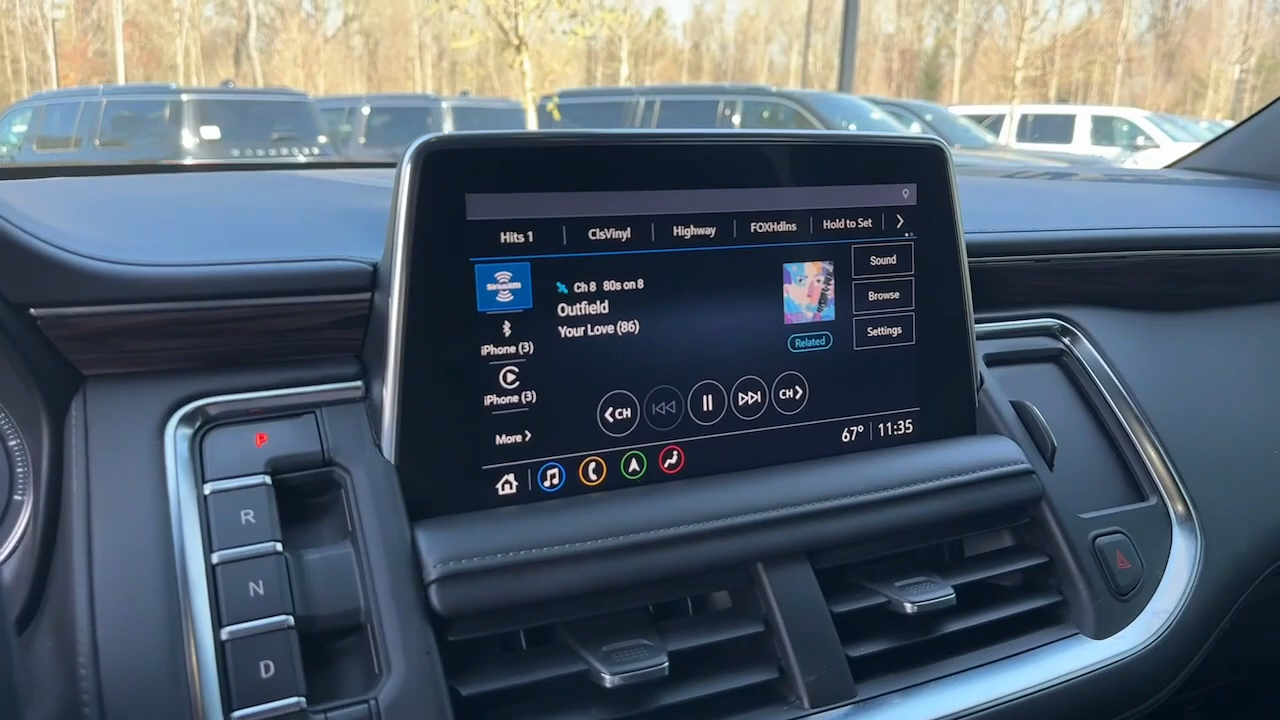 Hits 1
ClsVinyl
Highway
FOXHdlns
Hold to Set
SiriusXM
Ch 8 80s on 8
Outfield
Your Love (86)
Related
Sound
Browse
Settings
iPhone (3)
iPhone (3)
More
CH
CH
67° 11:35
P
R
N
D